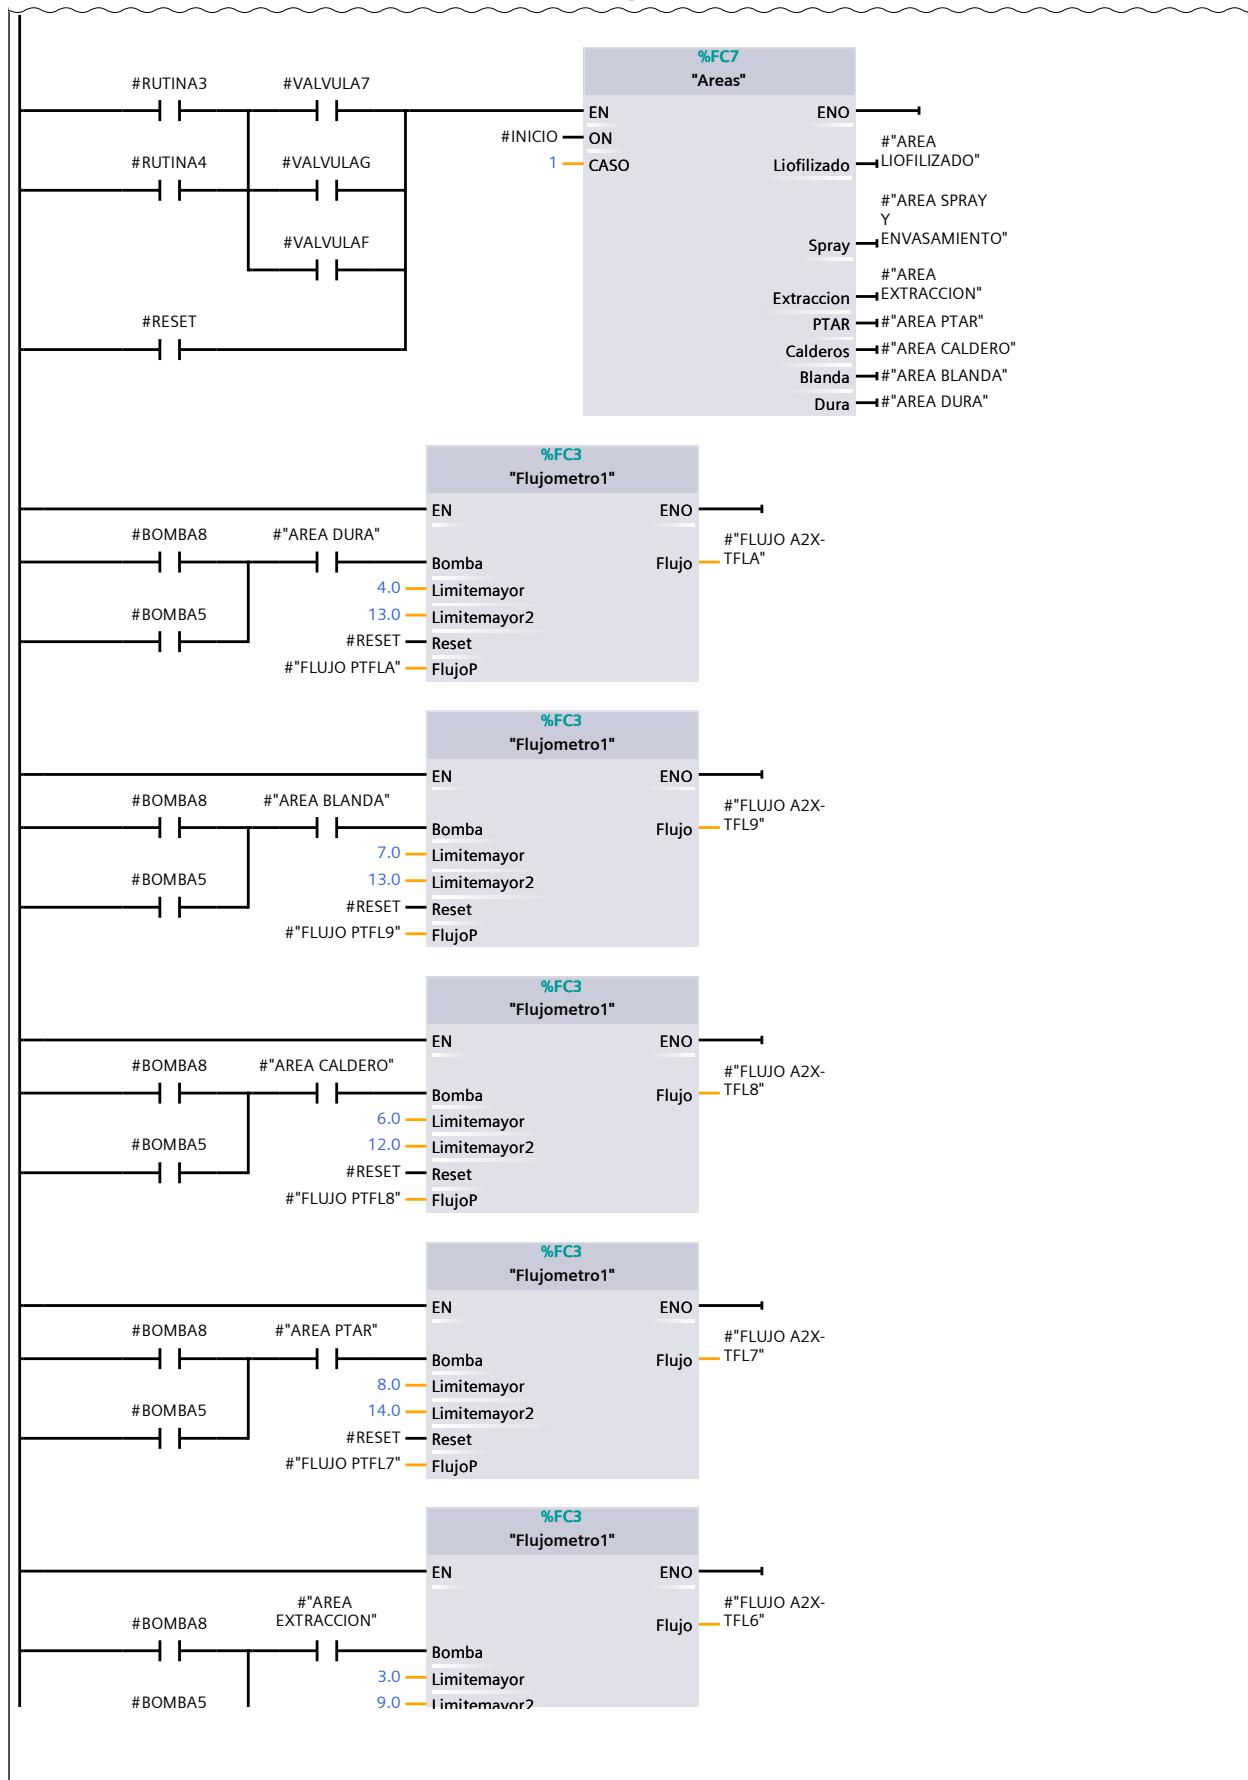 %FC7
"Areas"
#RUTINA3
#VALVULA7
EN
ENO
#INICIO
ON
1
CASO
#RUTINA4
#VALVULAG
Liofilizado
#"AREA
LIOFILIZADO"
#VALVULAF
Spray
#"AREA SPRAY
Y
ENVASAMIENTO"
Extraccion
#"AREA
EXTRACCION"
#RESET
PTAR
#"AREA PTAR"
Calderos
#"AREA CALDERO"
Blanda
#"AREA BLANDA"
Dura
#"AREA DURA"
%FC3
"Flujometro1"
EN
ENO
#BOMBA8
#"AREA DURA"
Bomba
Flujo
#"FLUJO A2X-
TFLA"
4.0
Limitemayor
13.0
Limitemayor2
#BOMBA5
#RESET
Reset
#"FLUJO PTFLA"
FlujoP
%FC3
"Flujometro1"
EN
ENO
#BOMBA8
#"AREA BLANDA"
Bomba
Flujo
#"FLUJO A2X-
TFL9"
7.0
Limitemayor
13.0
Limitemayor2
#BOMBA5
#RESET
Reset
#"FLUJO PTFL9"
FlujoP
%FC3
"Flujometro1"
EN
ENO
#BOMBA8
#"AREA CALDERO"
Bomba
Flujo
#"FLUJO A2X-
TFL8"
6.0
Limitemayor
12.0
Limitemayor2
#BOMBA5
#RESET
Reset
#"FLUJO PTFL8"
FlujoP
%FC3
"Flujometro1"
EN
ENO
#BOMBA8
#"AREA PTAR"
Bomba
Flujo
#"FLUJO A2X-
TFL7"
8.0
Limitemayor
14.0
Limitemayor2
#BOMBA5
#RESET
Reset
#"FLUJO PTFL7"
FlujoP
%FC3
"Flujometro1"
EN
ENO
#BOMBA8
#"AREA
EXTRACCION"
Bomba
Flujo
#"FLUJO A2X-
TFL6"
3.0
Limitemayor
#BOMBA5
9.0
Limitemayor2